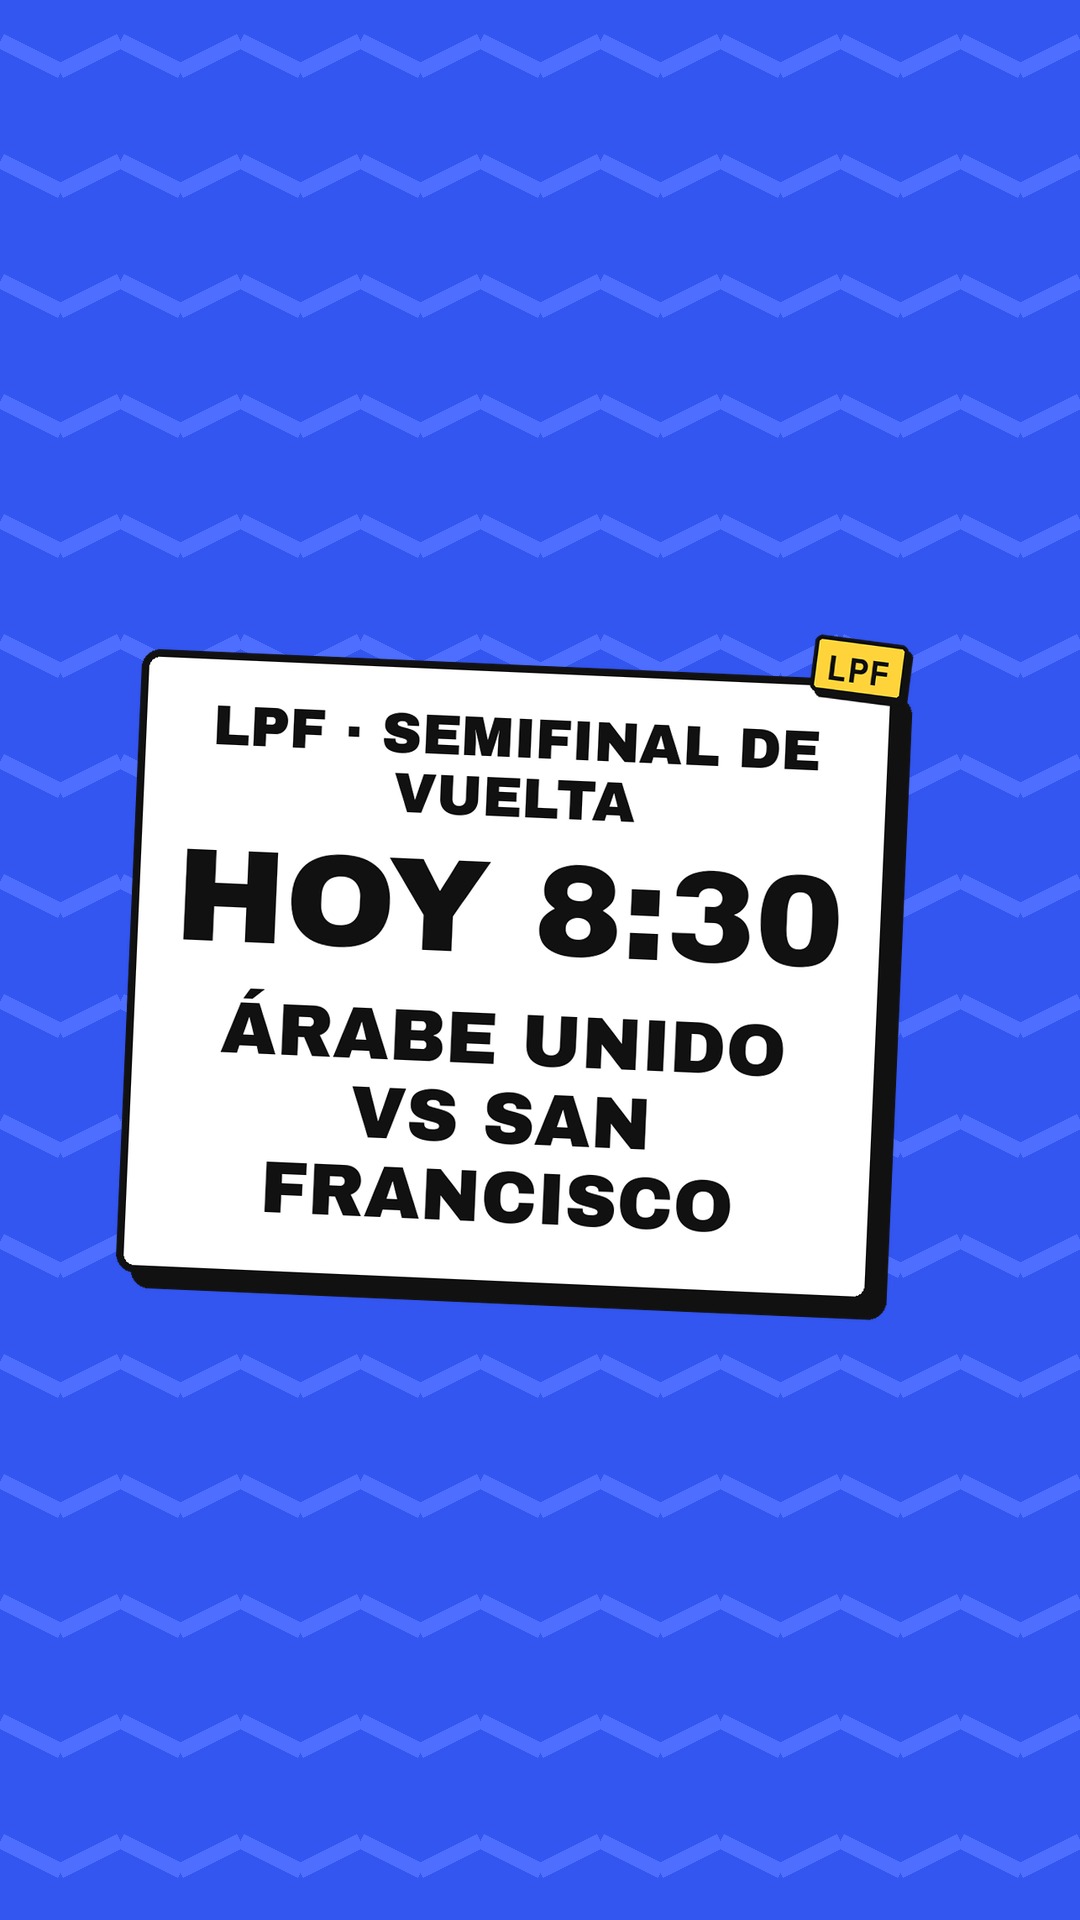 LPF
LPF · SEMIFINAL DE
VUELTA
HOY 8:30
ÁRABE UNIDO
VS SAN
FRANCISCO